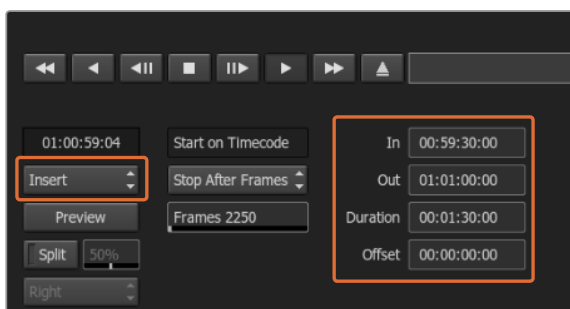 01:00:59:04 Start on Timecode In 00:59:30:00
Insert Stop After Frames Out 01:01:00:00
Preview Frames 2250 Duration 00:01:30:00
Split 50% Offset 00:00:00:00
Right